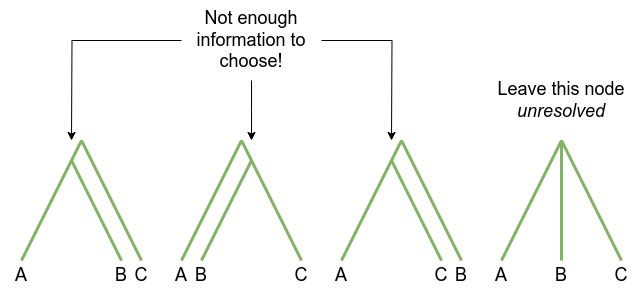 Not enough
information to
choose!
Leave this node
unresolved
A B C A B C A C B A B C